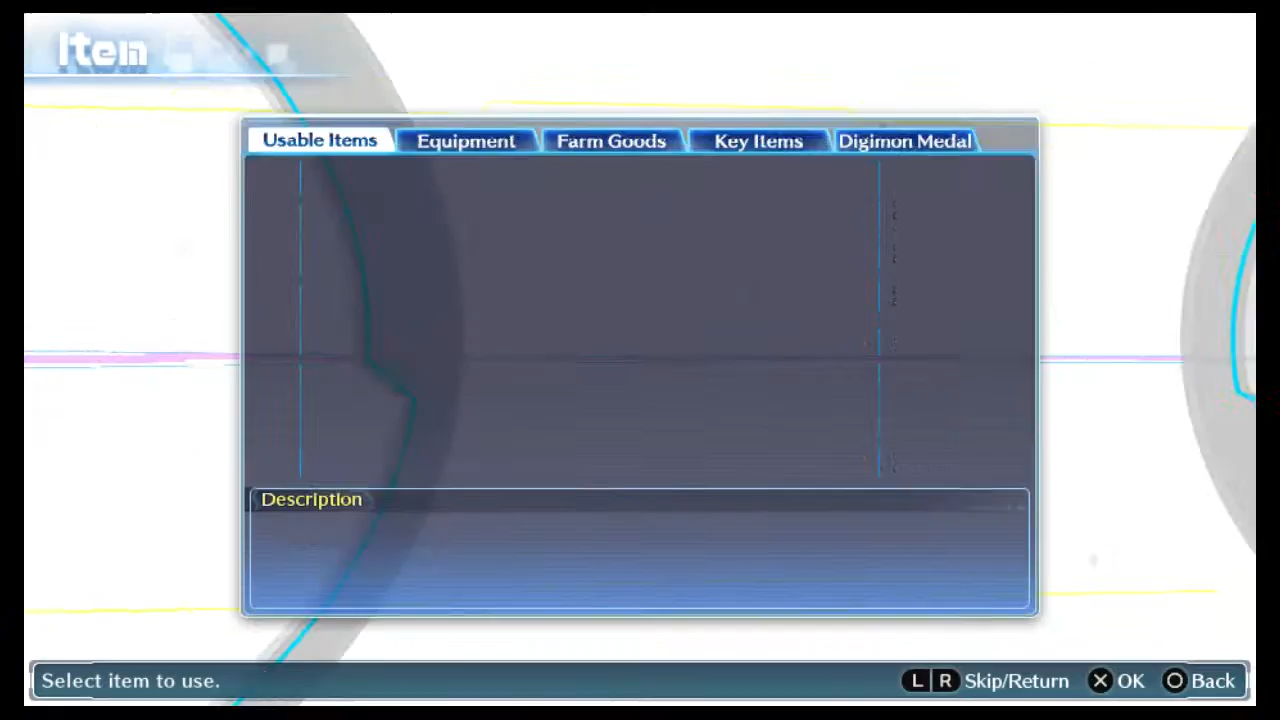 Item
Usable Items
Equipment
Farm Goods
Key Items
Digimon Medal
Description
Select item to use.
L R Skip/Return X OK O Back